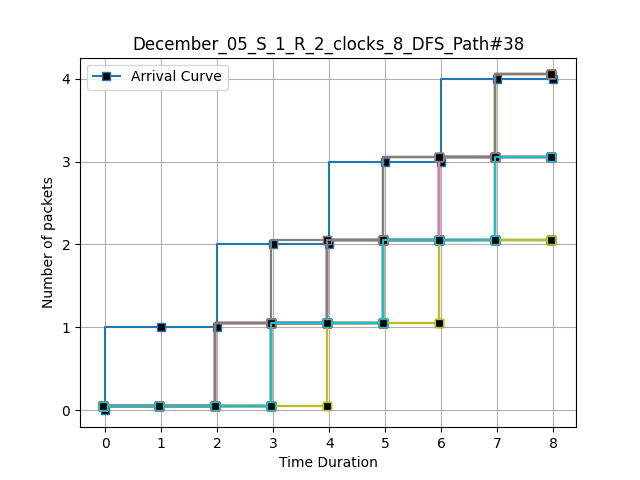 December_05_S_1_R_2_clocks_8_DFS_Path#38
Arrival Curve
Number of packets
4
3
2
1
0
0 1 2 3 4 5 6 7 8
Time Duration